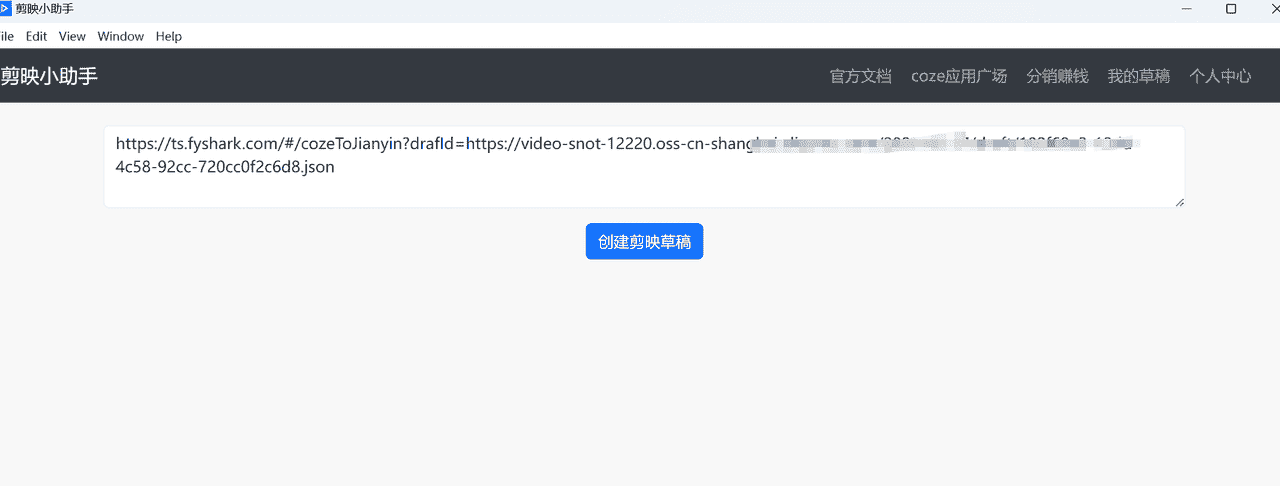 剪映小助手
File Edit View Window Help
剪映小助手 官方文档 coze应用广场 分销赚钱 我的草稿 个人中心
https://ts.fyshark.com/#/cozeToJianyin?drafId=https://video-snot-12220.oss-cn-shang
4c58-92cc-720cc0f2c6d8.json
创建剪映草稿